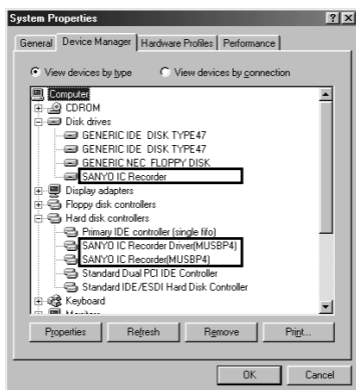 System Properties
General Device Manager Hardware Profiles Performance
View devices by type View devices by connection
Computer
CDROM
Disk drives
GENERIC IDE DISK TYPE47
GENERIC IDE DISK TYPE47
GENERIC NEC FLOPPY DISK
SANYO IC Recorder
Display adapters
Floppy disk controllers
Hard disk controllers
Primary IDE controller (single fifo)
SANYO IC Recorder Driver(MUSBP4)
SANYO IC Recorder(MUSBP4)
Standard Dual PCI IDE Controller
Standard IDE/ESDI Hard Disk Controller
Keyboard
Properties Refresh Remove Print...
OK Cancel